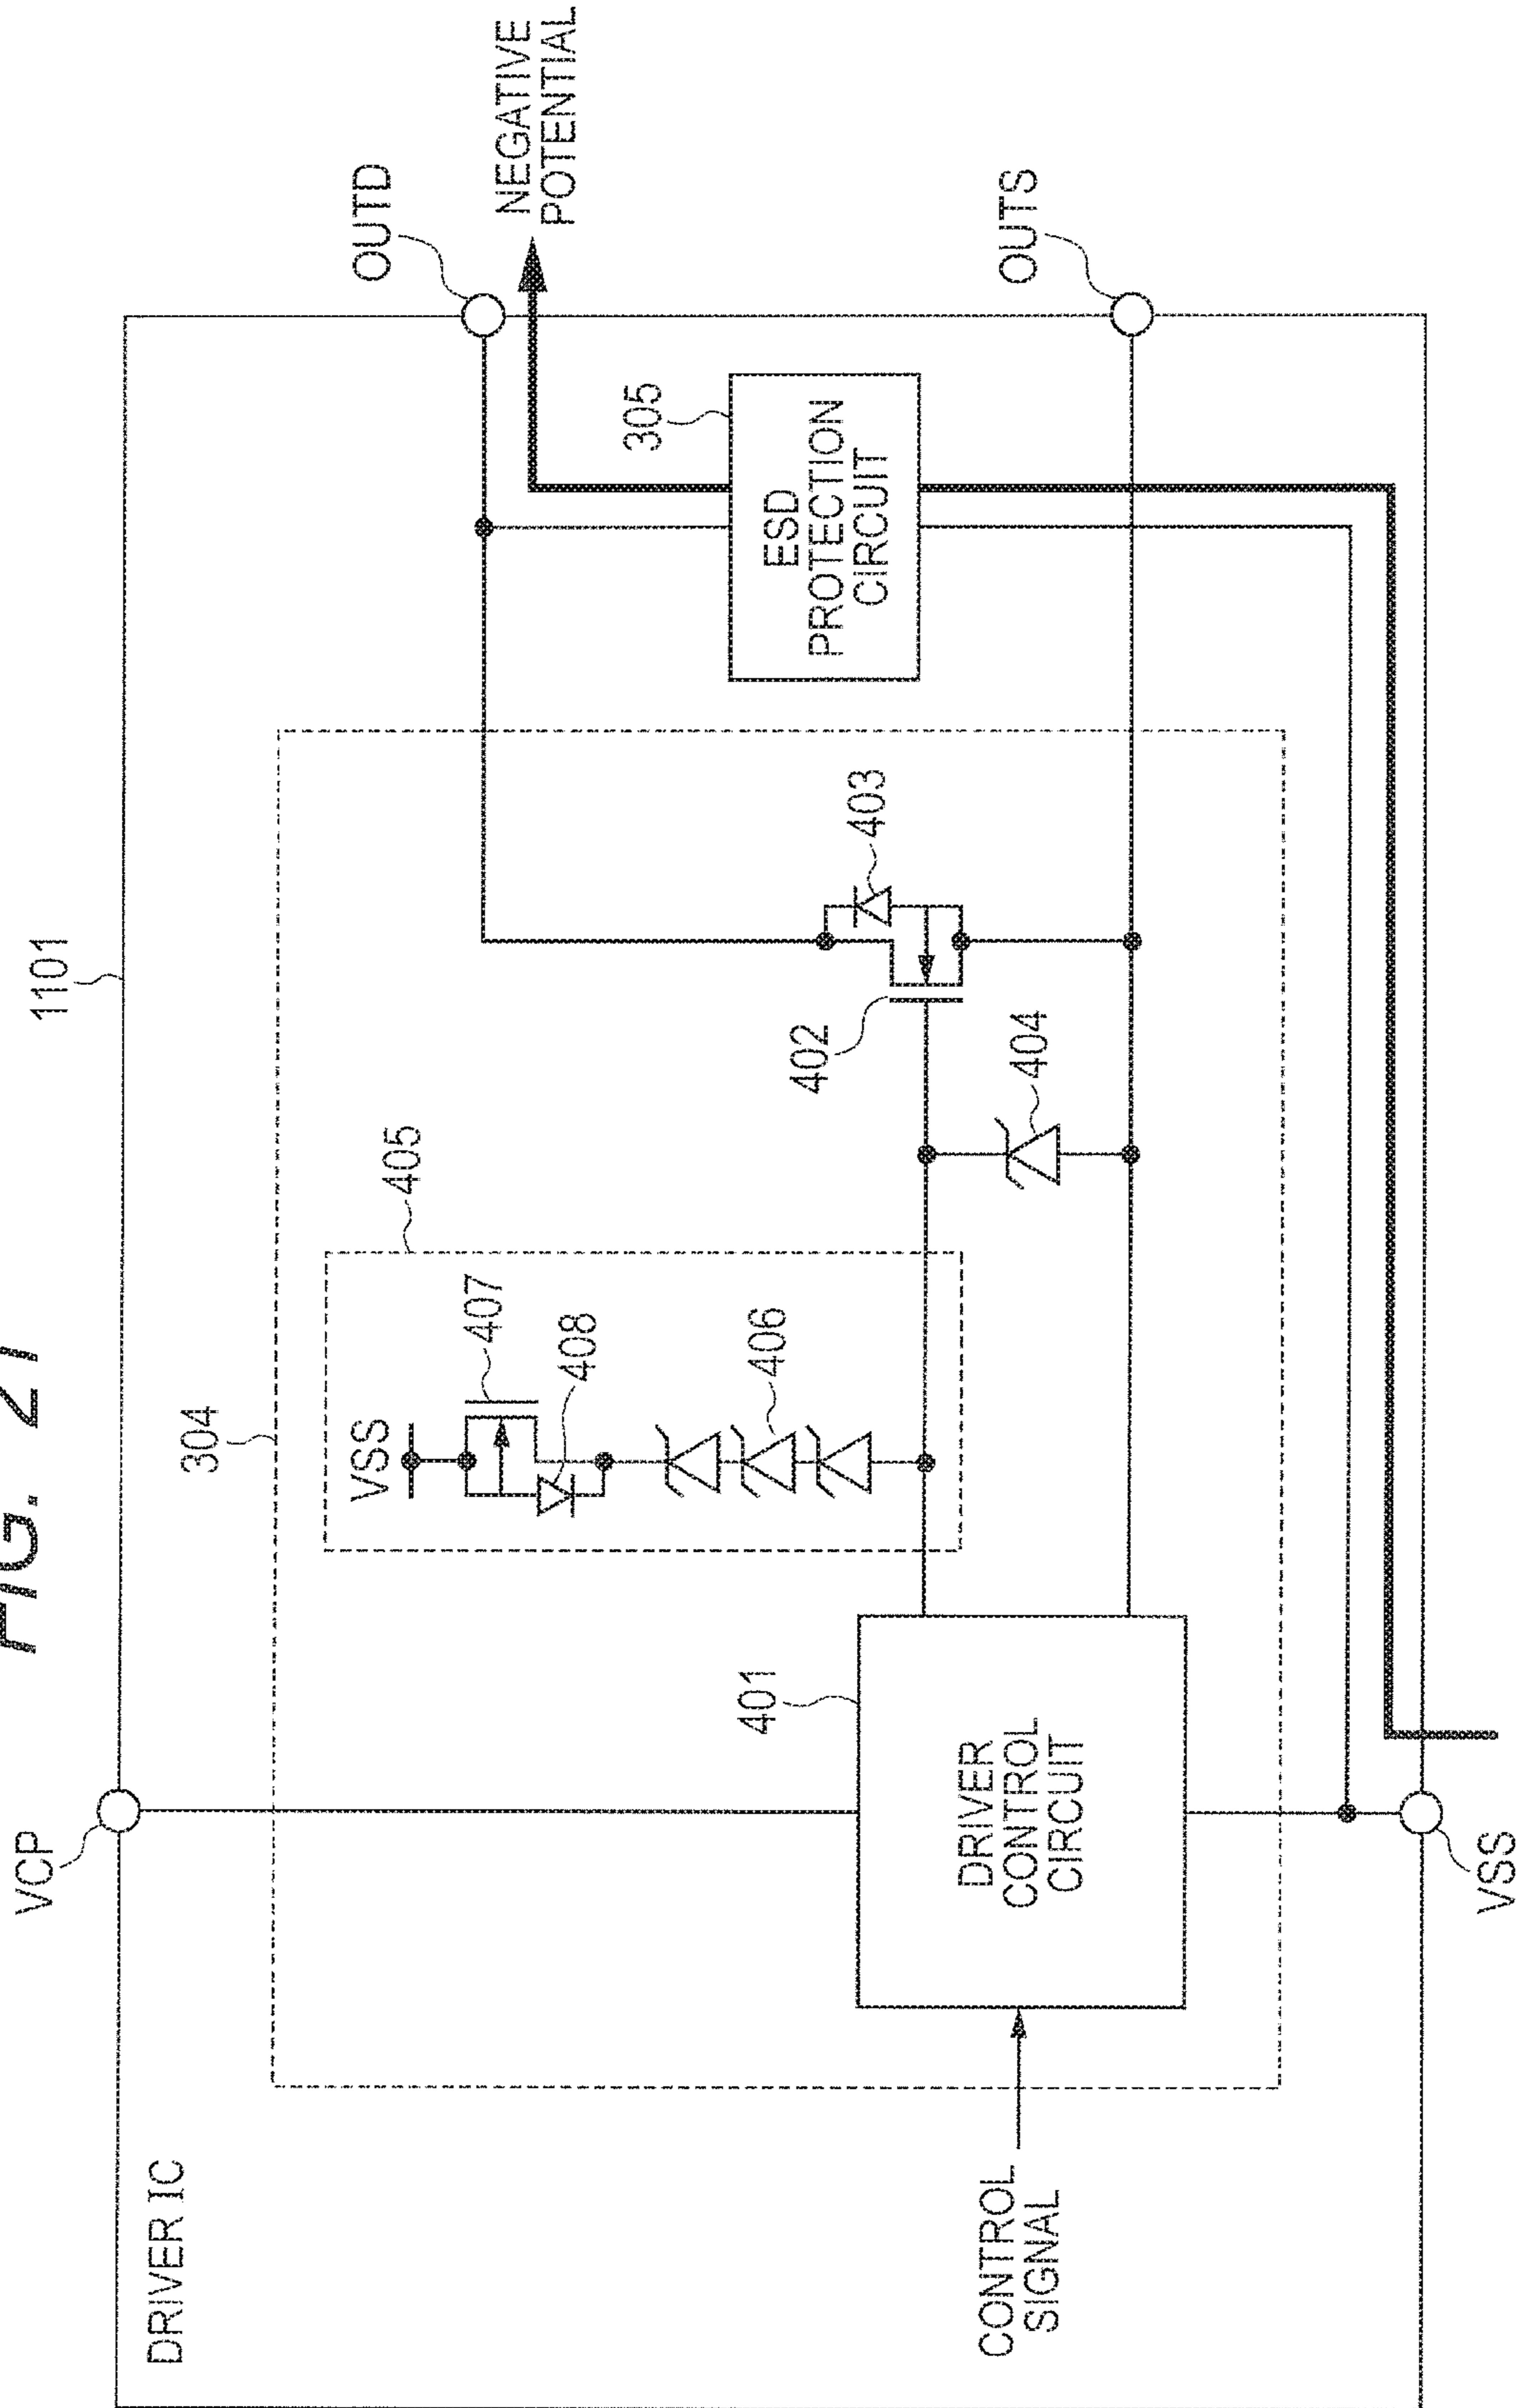 FIG. 21
1101
DRIVER IC
VCP
304
405
VSS
407
408
406
OUTD
NEGATIVE
POTENTIAL
305
ESD
PROTECTION
CIRCUIT
403
402
404
401
DRIVER
CONTROL
CIRCUIT
CONTROL
SIGNAL
OUTS
VSS